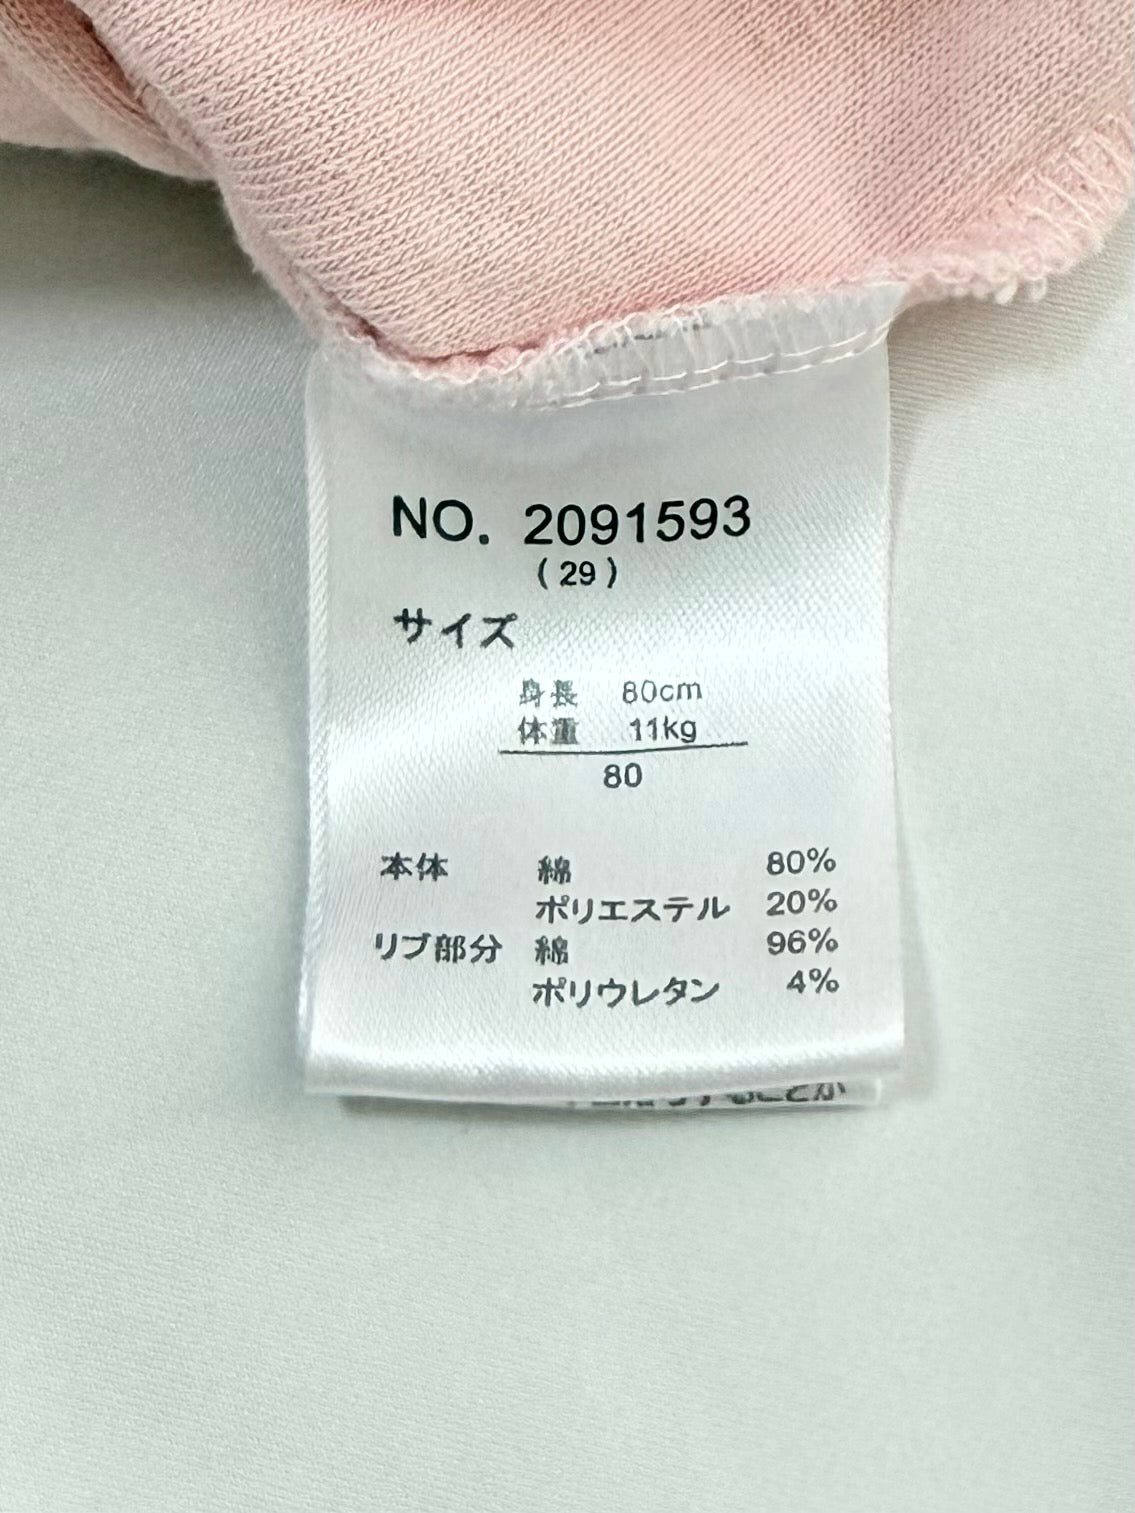 NO. 2091593
(29)
サイズ
身長 80cm
体重 11kg
80
本体 綿 80%
ポリエステル 20%
リブ部分 綿 96%
ポリウレタン 4%